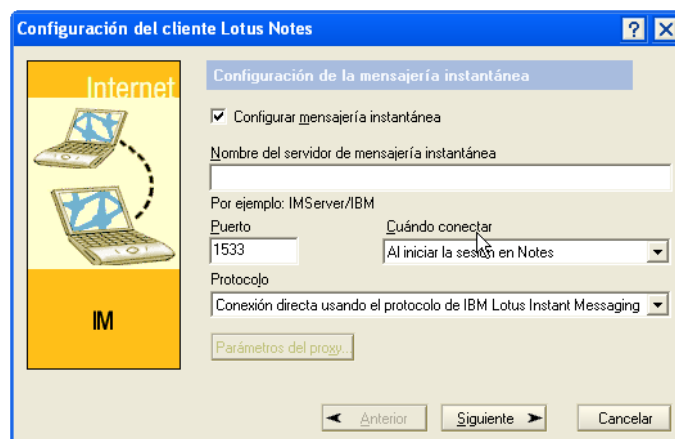 Configuración del cliente Lotus Notes
Internet
IM
Configuración de la mensajería instantánea
Configurar mensajería instantánea
Nombre del servidor de mensajería instantánea
Por ejemplo: IMServer/IBM
Puerto Cuándo conectar
1533 Al iniciar la sesión en Notes
Protocolo
Conexión directa usando el protocolo de IBM Lotus Instant Messaging
Parámetros del proxy...
Anterior Siguiente Cancelar